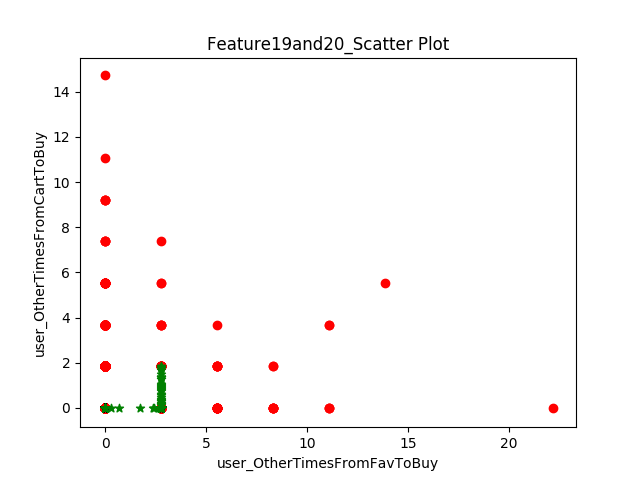 Feature19and20_Scatter Plot
user_OtherTimesFromCartToBuy
14
12
10
8
6
4
2
0
0 5 10 15 20
user_OtherTimesFromFavToBuy